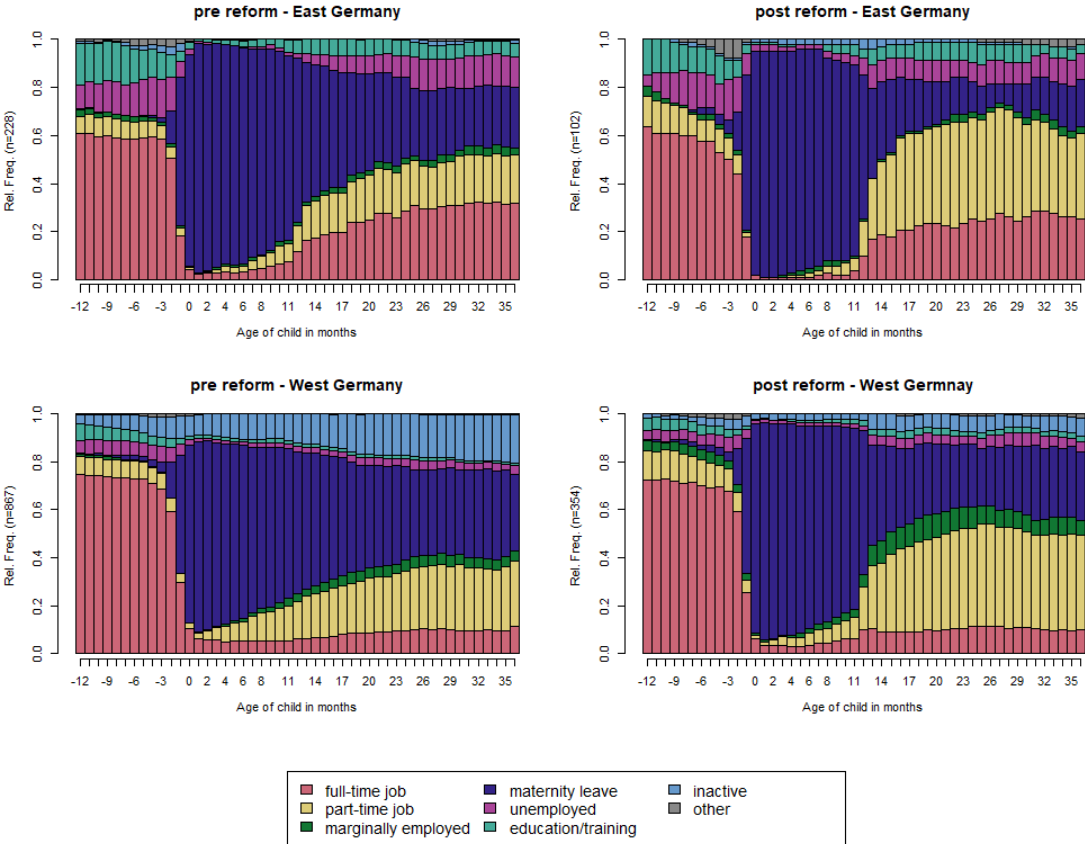 pre reform - East Germany
post reform - East Germany
Rel. Freq. (n=228)
0.0 0.2 0.4 0.6 0.8 1.0
-12 -9 -6 -3 0 2 4 6 8 11 14 17 20 23 26 29 32 35
Age of child in months
Rel. Freq. (n=102)
0.0 0.2 0.4 0.6 0.8 1.0
-12 -9 -6 -3 0 2 4 6 8 11 14 17 20 23 26 29 32 35
Age of child in months
pre reform - West Germany
post reform - West Germnay
Rel. Freq. (n=867)
0.0 0.2 0.4 0.6 0.8 1.0
-12 -9 -6 -3 0 2 4 6 8 11 14 17 20 23 26 29 32 35
Age of child in months
Rel. Freq. (n=354)
0.0 0.2 0.4 0.6 0.8 1.0
-12 -9 -6 -3 0 2 4 6 8 11 14 17 20 23 26 29 32 35
Age of child in months
full-time job
part-time job
marginally employed
maternity leave
unemployed
education/training
inactive
other